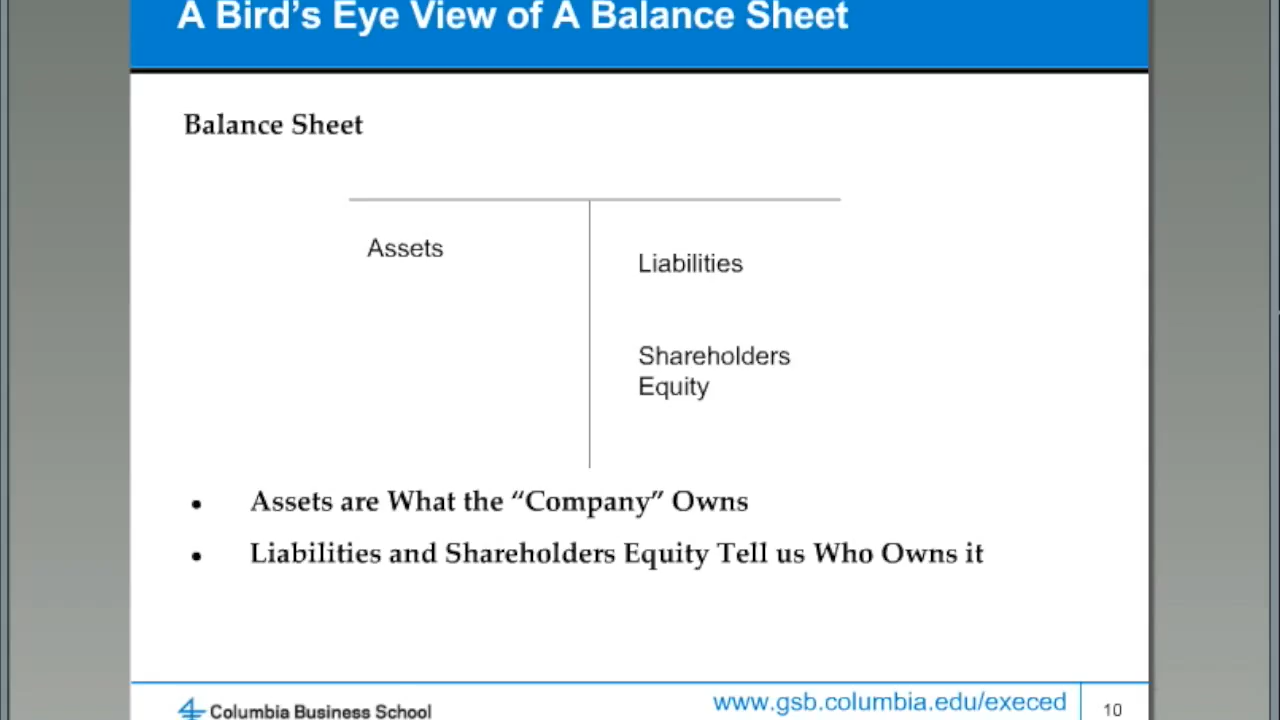 A Bird’s Eye View of A Balance Sheet
Balance Sheet
Assets
Liabilities
Shareholders
Equity
• Assets are What the “Company” Owns
• Liabilities and Shareholders Equity Tell us Who Owns it
Columbia Business School
www.gsb.columbia.edu/execed
10